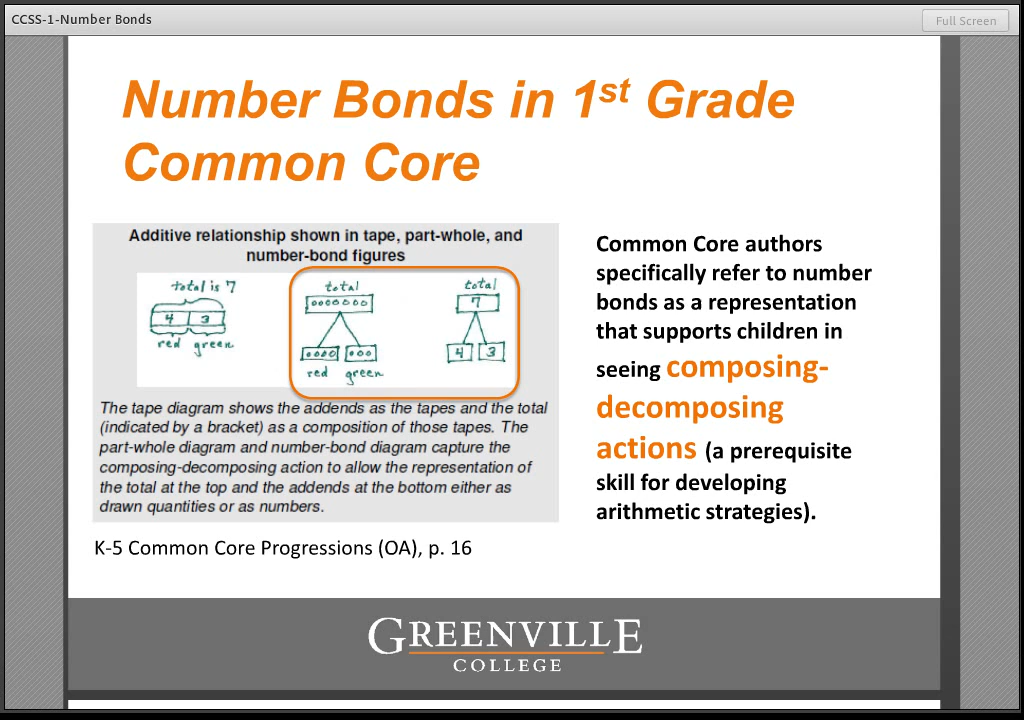 CCSS-1-Number Bonds
Full Screen
Number Bonds in 1st Grade
Common Core
Additive relationship shown in tape, part-whole, and
number-bond figures
total is 7
4 3
red green
total
ooooooo
oooo ooo
red green
total
7
4 3
The tape diagram shows the addends as the tapes and the total
(indicated by a bracket) as a composition of those tapes. The
part-whole diagram and number-bond diagram capture the
composing-decomposing action to allow the representation of
the total at the top and the addends at the bottom either as
drawn quantities or as numbers.
K-5 Common Core Progressions (OA), p. 16
Common Core authors
specifically refer to number
bonds as a representation
that supports children in
seeing composing-
decomposing
actions (a prerequisite
skill for developing
arithmetic strategies).
GREENVILLE
COLLEGE